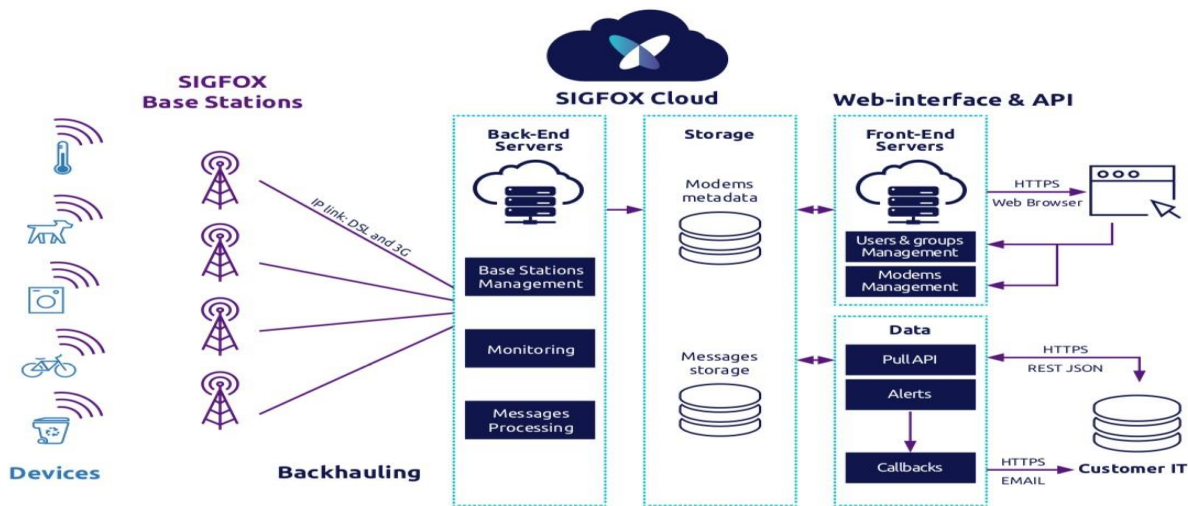 SIGFOX
Base Stations
SIGFOX Cloud
Web-interface & API
Devices
Backhauling
IP link: DSL and 3G
Back-End
Servers
Base Stations
Management
Monitoring
Messages
Processing
Storage
Modems
metadata
Messages
storage
Front-End
Servers
Users & groups
Management
Modems
Management
HTTPS
Web Browser
Data
Pull API
Alerts
Callbacks
HTTPS
REST JSON
HTTPS
EMAIL
Customer IT